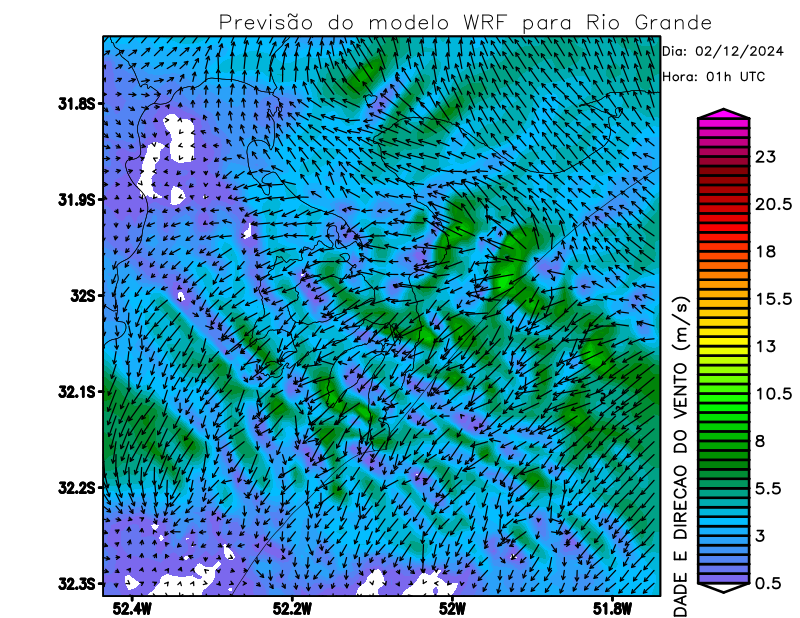 Previsão do modelo WRF para Rio Grande
Dia: 02/12/2024
Hora: 01h UTC
31.8S
31.9S
32S
32.1S
32.2S
32.3S
52.4W
52.2W
52W
51.8W
23
20.5
18
15.5
13
10.5
8
5.5
3
0.5
DADE E DIRECAO DO VENTO (m/s)